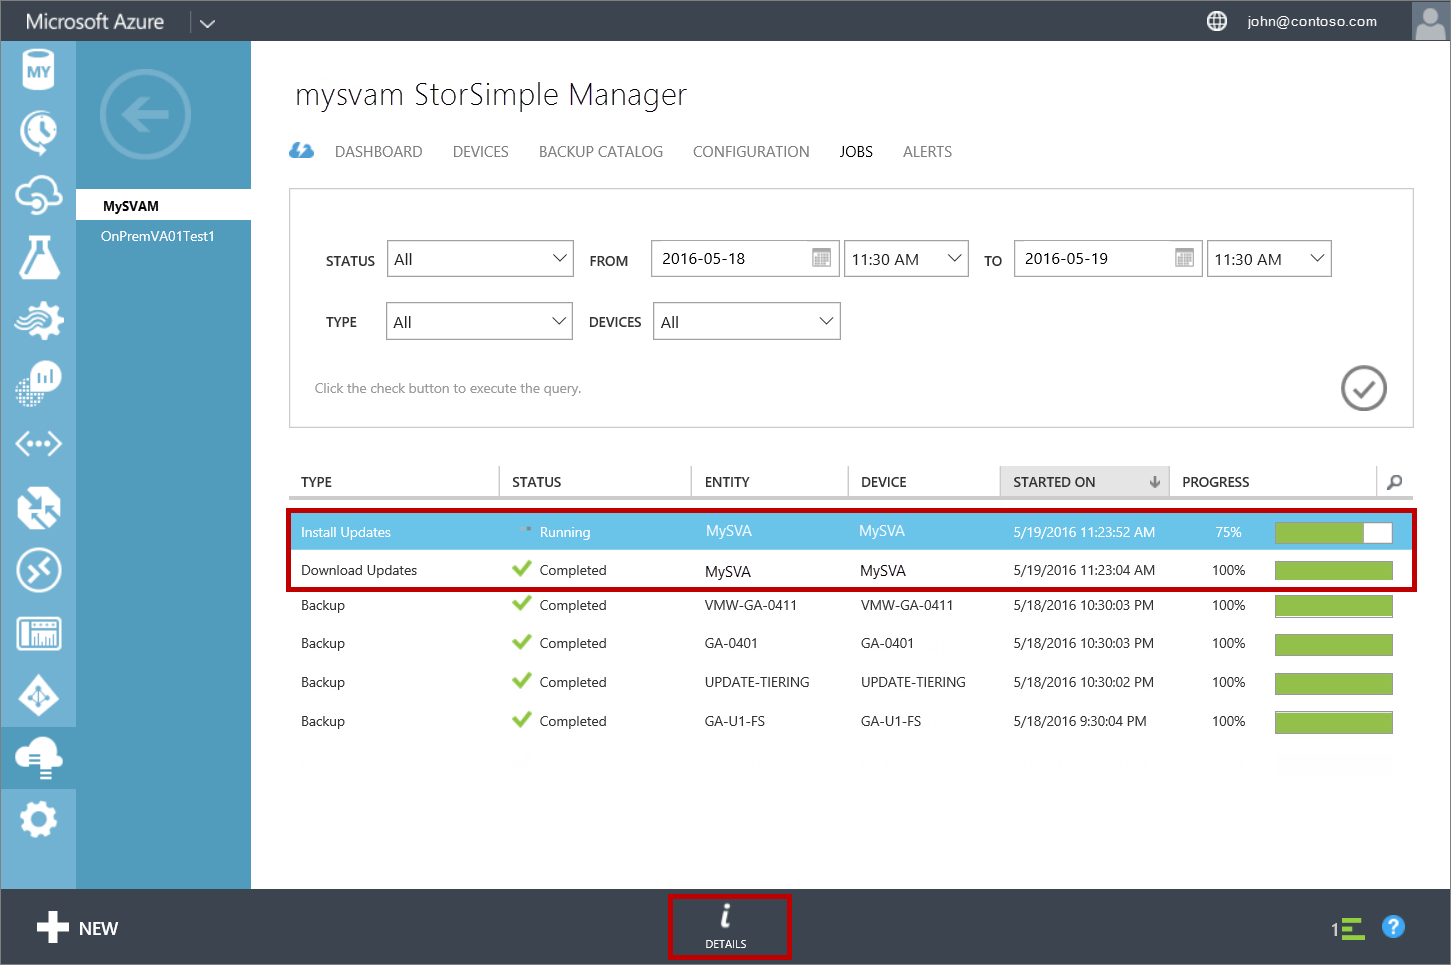 Microsoft Azure
john@contoso.com
MY
mysvam StorSimple Manager
DASHBOARD DEVICES BACKUP CATALOG CONFIGURATION JOBS ALERTS
MySVAM
OnPremVA01Test1
STATUS All FROM 2016-05-18 11:30 AM TO 2016-05-19 11:30 AM
TYPE All DEVICES All
Click the check button to execute the query.
TYPE STATUS ENTITY DEVICE STARTED ON PROGRESS
Install Updates Running MySVA MySVA 5/19/2016 11:23:52 AM 75%
Download Updates Completed MySVA MySVA 5/19/2016 11:23:04 AM 100%
Backup Completed VMW-GA-0411 VMW-GA-0411 5/18/2016 10:30:03 PM 100%
Backup Completed GA-0401 GA-0401 5/18/2016 10:30:03 PM 100%
Backup Completed UPDATE-TIERING UPDATE-TIERING 5/18/2016 10:30:02 PM 100%
Backup Completed GA-U1-FS GA-U1-FS 5/18/2016 9:30:04 PM 100%
NEW
i
DETAILS
1
?